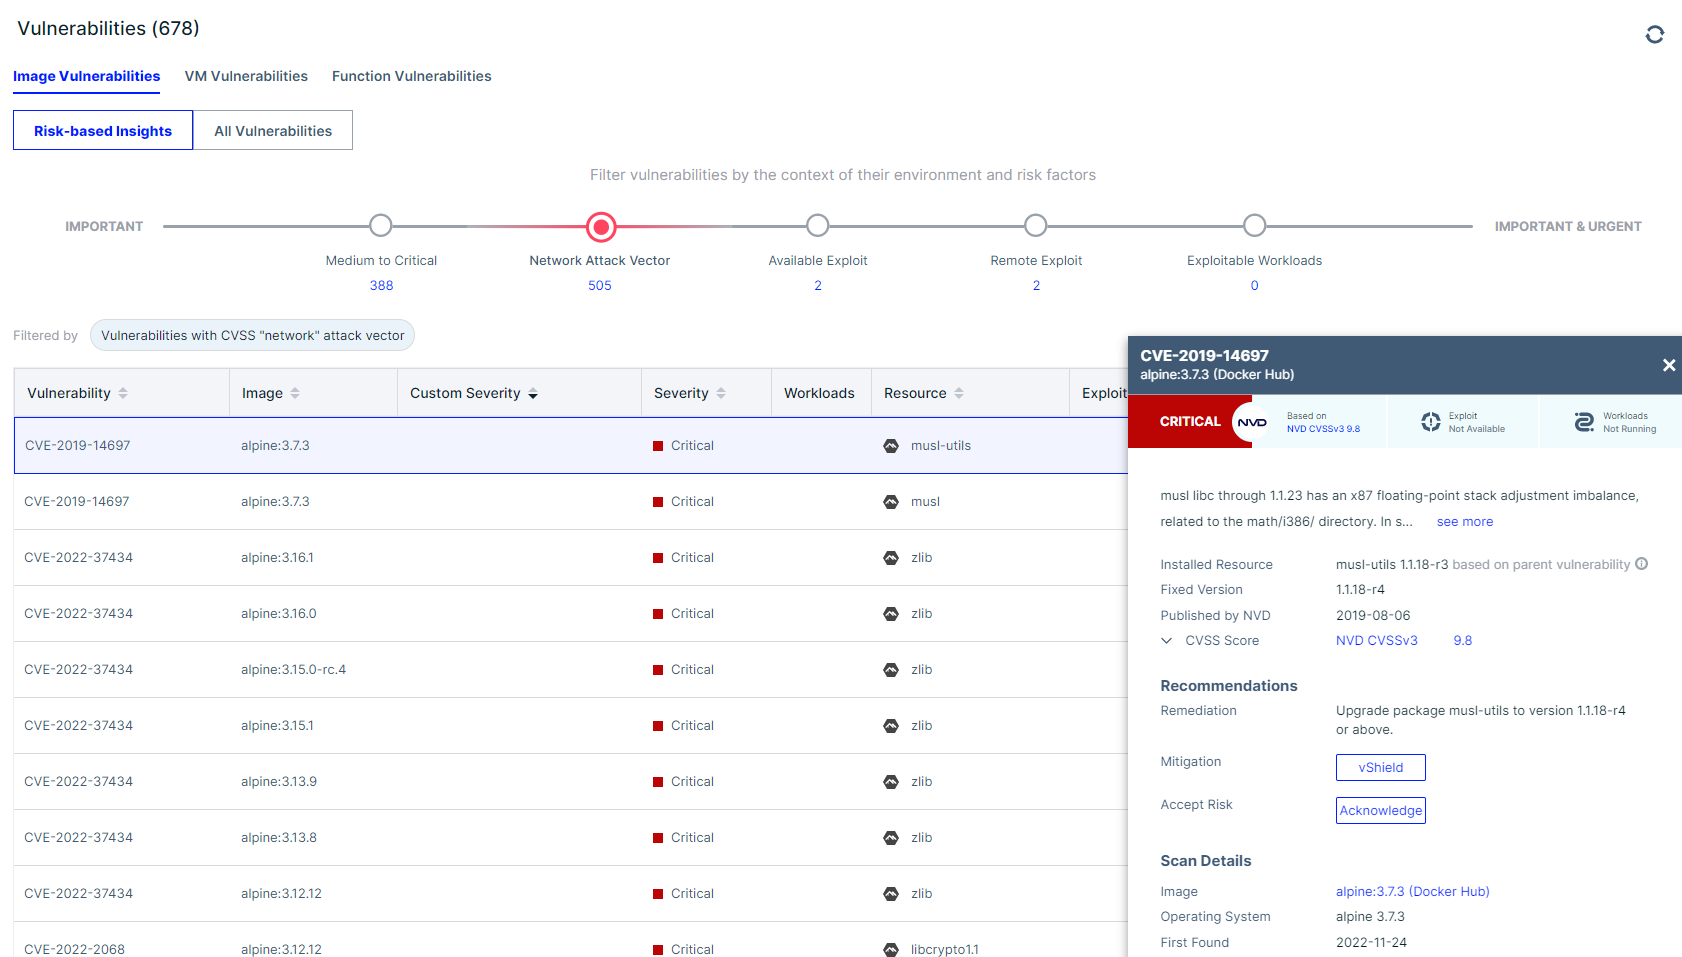 Vulnerabilities (678)
Image Vulnerabilities VM Vulnerabilities Function Vulnerabilities
Risk-based Insights All Vulnerabilities
Filter vulnerabilities by the context of their environment and risk factors
IMPORTANT IMPORTANT & URGENT
Medium to Critical Network Attack Vector Available Exploit Remote Exploit Exploitable Workloads
388 505 2 2 0
Filtered by Vulnerabilities with CVSS "network" attack vector
Vulnerability Image Custom Severity Severity Workloads Resource Exploit
CVE-2019-14697 alpine:3.7.3 Critical musl-utils
CVE-2019-14697 alpine:3.7.3 Critical musl
CVE-2022-37434 alpine:3.16.1 Critical zlib
CVE-2022-37434 alpine:3.16.0 Critical zlib
CVE-2022-37434 alpine:3.15.0-rc.4 Critical zlib
CVE-2022-37434 alpine:3.15.1 Critical zlib
CVE-2022-37434 alpine:3.13.9 Critical zlib
CVE-2022-37434 alpine:3.13.8 Critical zlib
CVE-2022-37434 alpine:3.12.12 Critical zlib
CVE-2022-2068 alpine:3.12.12 Critical libcrypto1.1
CVE-2019-14697
alpine:3.7.3 (Docker Hub)
CRITICAL NVD
Based on
NVD CVSSv3 9.8
Exploit
Not Available
Workloads
Not Running
musl libc through 1.1.23 has an x87 floating-point stack adjustment imbalance,
related to the math/i386/ directory. In s... see more
Installed Resource musl-utils 1.1.18-r3 based on parent vulnerability
Fixed Version 1.1.18-r4
Published by NVD 2019-08-06
CVSS Score NVD CVSSv3 9.8
Recommendations
Remediation Upgrade package musl-utils to version 1.1.18-r4
or above.
Mitigation vShield
Accept Risk Acknowledge
Scan Details
Image alpine:3.7.3 (Docker Hub)
Operating System alpine 3.7.3
First Found 2022-11-24